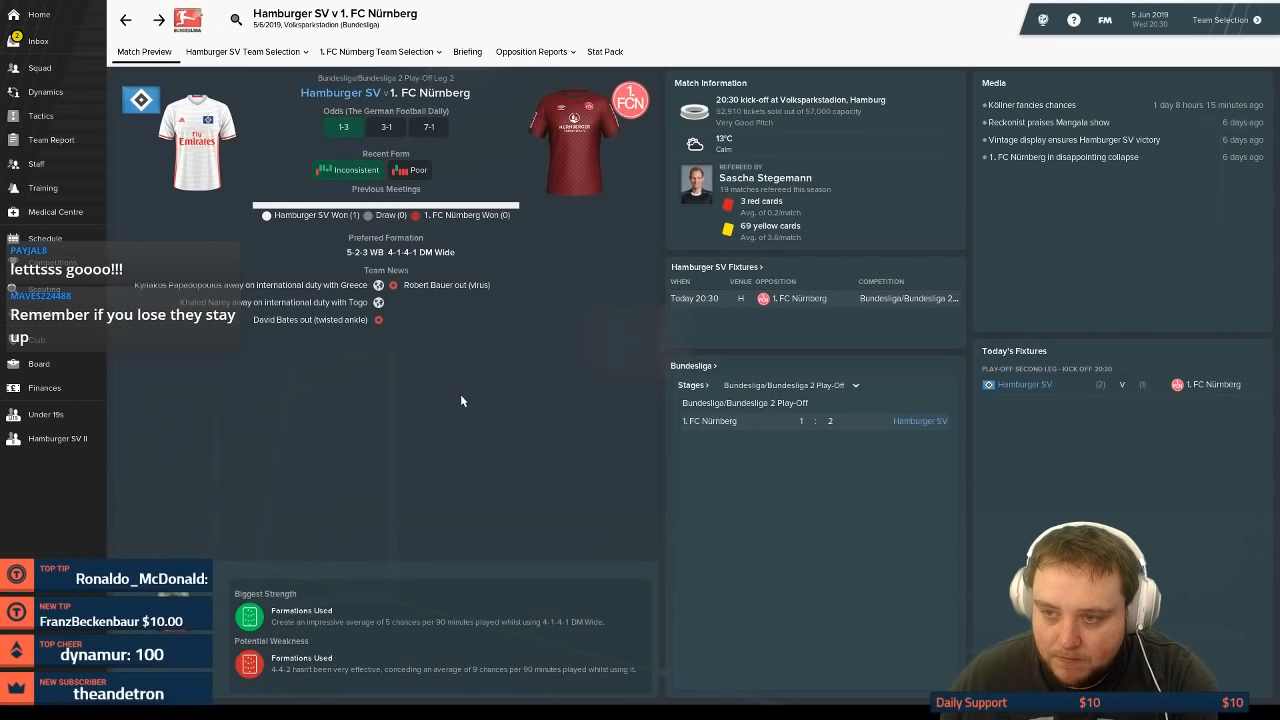 Home
Inbox
2
Squad
Dynamics
Tactics
Team Report
Staff
Training
Medical Centre
Schedule
Club
Board
Finances
Under 19s
Hamburger SV II
PAYJAL8
letttsss goooo!!!
MAVES224488
Remember if you lose they stay
up
Hamburger SV v 1. FC Nürnberg
5/6/2019, Volksparkstadion (Bundesliga)
FM
5 Jun 2019
Wed 20:30
Team Selection
Match Preview
Hamburger SV Team Selection
1. FC Nürnberg Team Selection
Briefing
Opposition Reports
Stat Pack
Bundesliga/Bundesliga 2 Play-Off Leg 2
Hamburger SV v 1. FC Nürnberg
Odds (The German Football Daily)
1-3
3-1
7-1
Recent Form
Inconsistent
Poor
Previous Meetings
Hamburger SV Won (1)
Draw (0)
1. FC Nürnberg Won (0)
Preferred Formation
5-2-3 WB
4-1-4-1 DM Wide
Team News
Kyriakos Papadopoulos away on international duty with Greece
Robert Bauer out (virus)
Khaled Narey away on international duty with Togo
David Bates out (twisted ankle)
Fly
Emirates
NÜRNBERGER
1.
FCN
Biggest Strength
Formations Used
Create an impressive average of 5 chances per 90 minutes played whilst using 4-1-4-1 DM Wide.
Potential Weakness
Formations Used
4-4-2 hasn't been very effective, conceding an average of 9 chances per 90 minutes played whilst using it.
Match Information
20:30 kick-off at Volksparkstadion, Hamburg
52,910 tickets sold out of 57,000 capacity
Very Good Pitch
13°C
Calm
REFEREED BY
Sascha Stegemann
19 matches refereed this season
3 red cards
Avg. of 0.2/match
69 yellow cards
Avg. of 3.6/match
Hamburger SV Fixtures
WHEN VENUE OPPOSITION COMPETITION
Today 20:30 H 1. FC Nürnberg Bundesliga/Bundesliga 2...
Bundesliga
Stages Bundesliga/Bundesliga 2 Play-Off
Bundesliga/Bundesliga 2 Play-Off
1. FC Nürnberg 1 : 2 Hamburger SV
Media
Köllner fancies chances 1 day 8 hours 15 minutes ago
Reckonist praises Mangala show 6 days ago
Vintage display ensures Hamburger SV victory 6 days ago
1. FC Nürnberg in disappointing collapse 6 days ago
Today's Fixtures
PLAY-OFF SECOND LEG - KICK OFF 20:30
Hamburger SV (2) V (1) 1. FC Nürnberg
TOP TIP
Ronaldo_McDonald:
NEW TIP
FranzBeckenbaur $10.00
TOP CHEER
dynamur: 100
NEW SUBSCRIBER
theandetron
Daily Support $10 $10